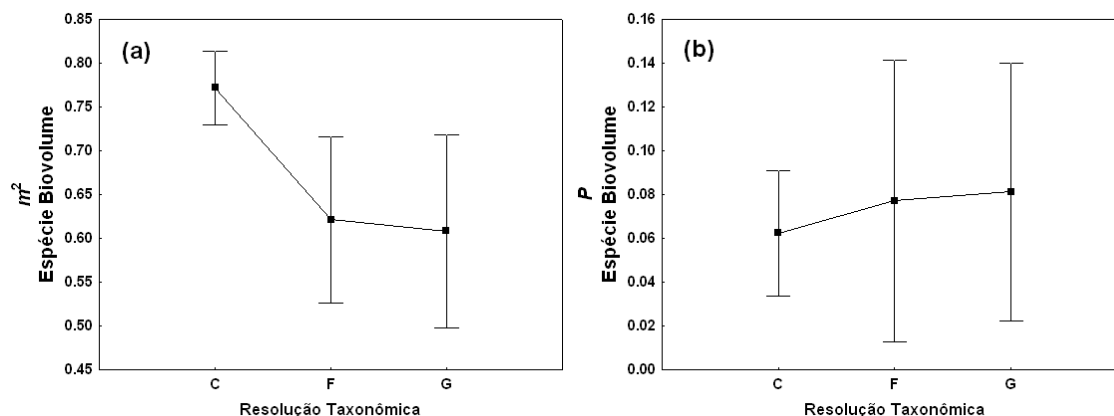 (a)
m²
Espécie Biovolume
0.85
0.80
0.75
0.70
0.65
0.60
0.55
0.50
0.45
C F G
Resolução Taxonômica
(b)
P
Espécie Biovolume
0.16
0.14
0.12
0.10
0.08
0.06
0.04
0.02
0.00
C F G
Resolução Taxonômica